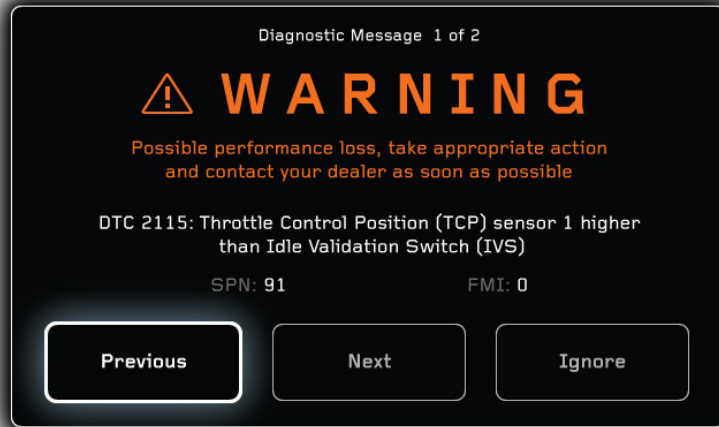 Diagnostic Message 1 of 2
WARNING
Possible performance loss, take appropriate action
and contact your dealer as soon as possible
DTC 2115: Throttle Control Position (TCP) sensor 1 higher
than Idle Validation Switch (IVS)
SPN: 91 FMI: 0
Previous Next Ignore